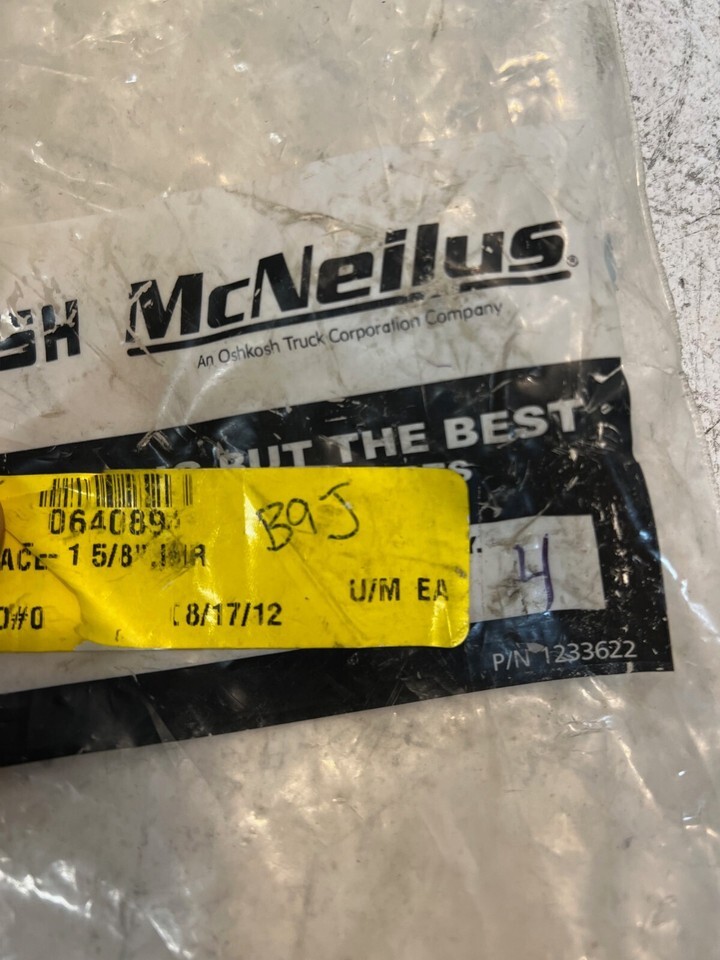 SH McNeilus®
An Oshkosh Truck Corporation Company
BUT THE BEST
064089
B9J
ACE- 1 5/8"
U/M EA
O#0 8/17/12
4
P/N 1233622